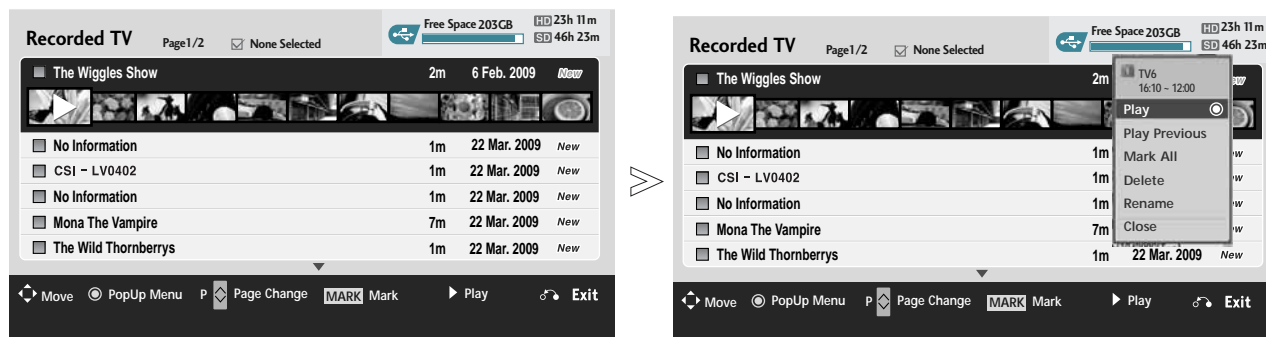 Recorded TV Page1/2 None Selected Free Space 203GB HD 23h 11m
SD 46h 23m
The Wiggles Show 2m 6 Feb. 2009 New
No Information 1m 22 Mar. 2009 New
CSI - LV0402 1m 22 Mar. 2009 New
No Information 1m 22 Mar. 2009 New
Mona The Vampire 7m 22 Mar. 2009 New
The Wild Thornberrys 1m 22 Mar. 2009 New
Move PopUp Menu P Page Change MARK Mark Play Exit
Recorded TV Page1/2 None Selected Free Space 203GB HD 23h 11m
SD 46h 23m
The Wiggles Show 2m
No Information 1m
CSI - LV0402 1m
No Information 1m
Mona The Vampire 7m
The Wild Thornberrys 1m 22 Mar. 2009 New
1 TV6
16:10 ~ 12:00
Play
Play Previous
Mark All
Delete
Rename
Close
Move PopUp Menu P Page Change MARK Mark Play Exit